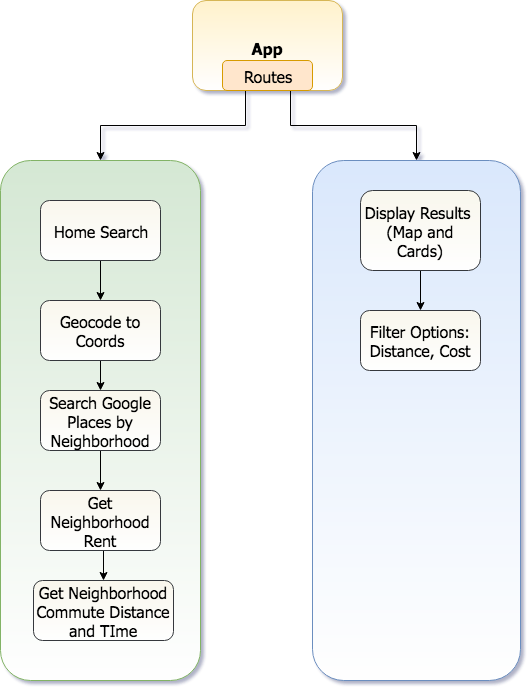 App
Routes
Home Search
Geocode to
Coords
Search Google
Places by
Neighborhood
Get
Neighborhood
Rent
Get Neighborhood
Commute Distance
and TIme
Display Results
(Map and
Cards)
Filter Options:
Distance, Cost